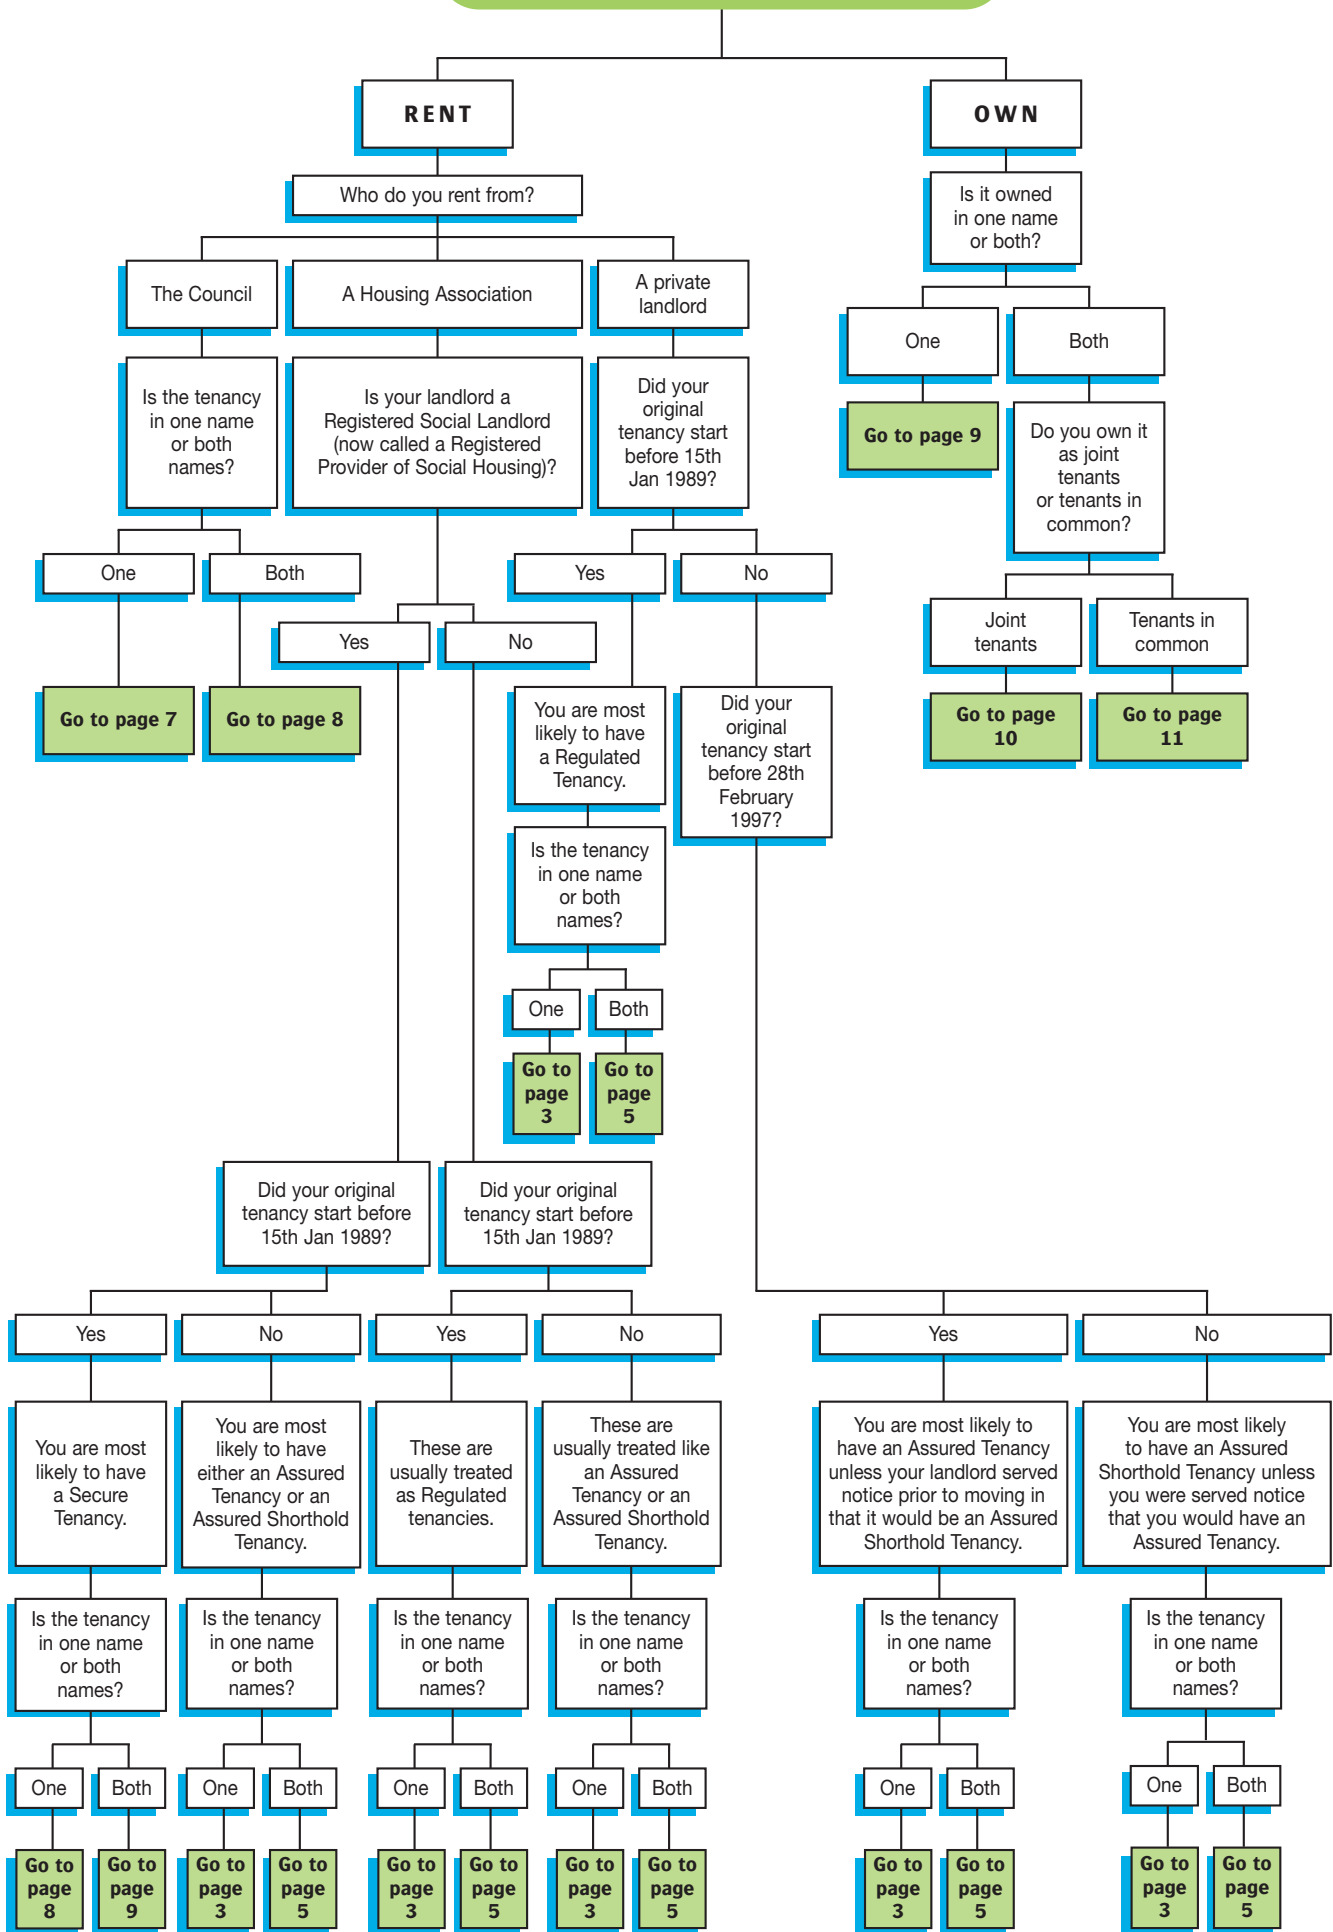 RENT
OWN
Who do you rent from?
Is it owned
in one name
or both?
The Council
A Housing Association
A private
landlord
One
Both
Is the tenancy
in one name
or both
names?
Is your landlord a
Registered Social Landlord
(now called a Registered
Provider of Social Housing)?
Did your
original
tenancy start
before 15th
Jan 1989?
Go to page 9
Do you own it
as joint
tenants
or tenants in
common?
One
Both
Yes
No
Yes
No
Joint
tenants
Tenants in
common
Go to page 7
Go to page 8
You are most
likely to have
a Regulated
Tenancy.
Did your
original
tenancy start
before 28th
February
1997?
Go to page
10
Go to page
11
Is the tenancy
in one name
or both
names?
One
Both
Go to
page
3
Go to
page
5
Did your original
tenancy start before
15th Jan 1989?
Did your original
tenancy start before
15th Jan 1989?
Yes
No
Yes
No
Yes
No
You are most
likely to have
a Secure
Tenancy.
You are most
likely to have
either an Assured
Tenancy or an
Assured Shorthold
Tenancy.
These are
usually treated
as Regulated
tenancies.
These are
usually treated like
an Assured
Tenancy or an
Assured Shorthold
Tenancy.
You are most likely to
have an Assured Tenancy
unless your landlord served
notice prior to moving in
that it would be an Assured
Shorthold Tenancy.
You are most likely
to have an Assured
Shorthold Tenancy unless
you were served notice
that you would have an
Assured Tenancy.
Is the tenancy
in one name
or both
names?
Is the tenancy
in one name
or both
names?
Is the tenancy
in one name
or both
names?
Is the tenancy
in one name
or both
names?
Is the tenancy
in one name
or both
names?
Is the tenancy
in one name
or both
names?
One
Both
One
Both
One
Both
One
Both
One
Both
One
Both
Go to
page
8
Go to
page
9
Go to
page
3
Go to
page
5
Go to
page
3
Go to
page
5
Go to
page
3
Go to
page
5
Go to
page
3
Go to
page
5
Go to
page
3
Go to
page
5